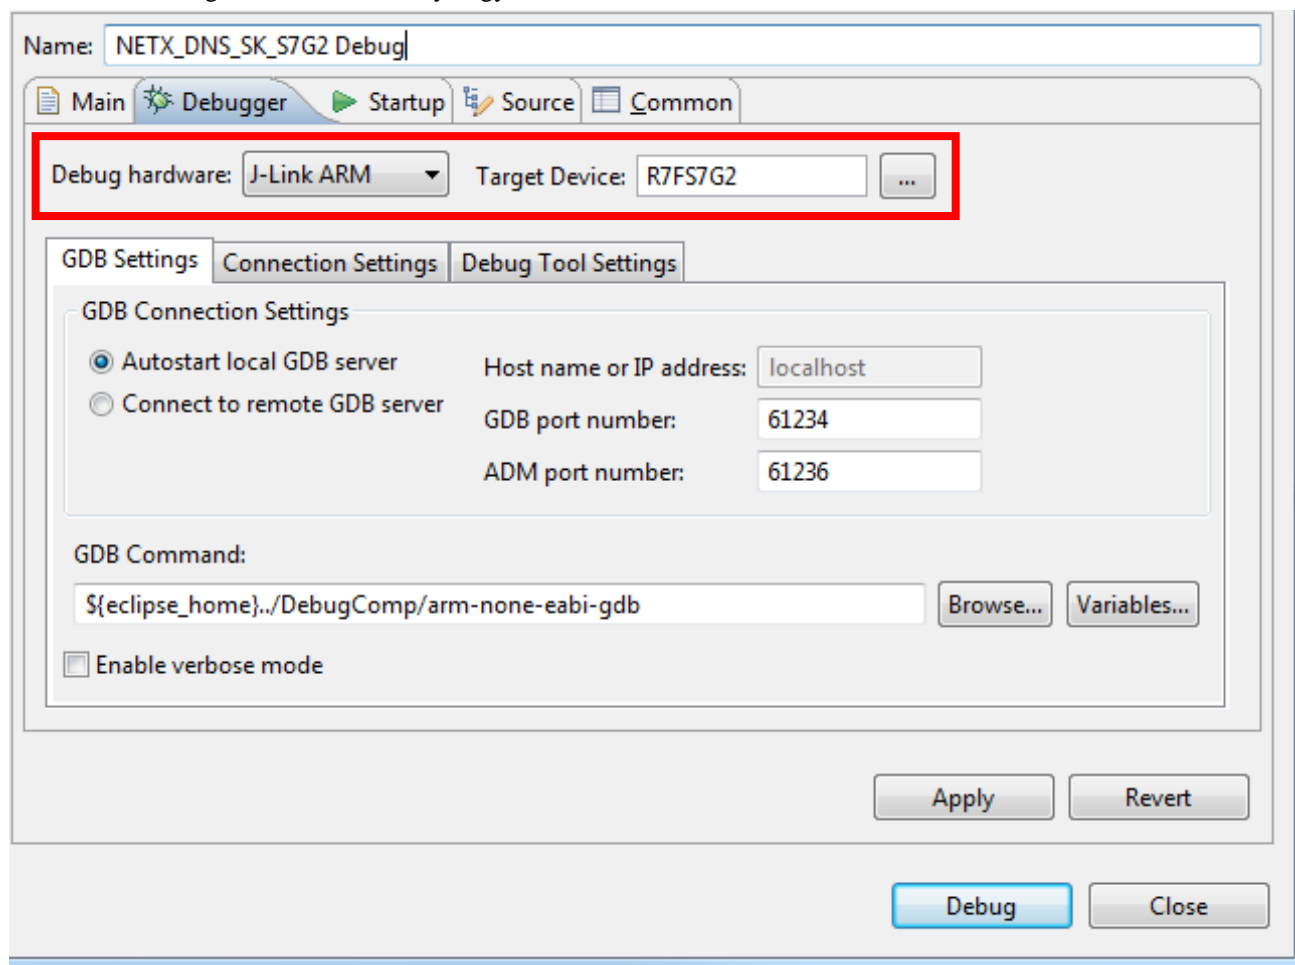 Name: NETX_DNS_SK_S7G2 Debug
Main Debugger Startup Source Common
Debug hardware: J-Link ARM Target Device: R7FS7G2 ...
GDB Settings Connection Settings Debug Tool Settings
GDB Connection Settings
Autostart local GDB server
Host name or IP address: localhost
Connect to remote GDB server
GDB port number: 61234
ADM port number: 61236
GDB Command:
${eclipse_home}../DebugComp/arm-none-eabi-gdb Browse... Variables...
Enable verbose mode
Apply Revert
Debug Close